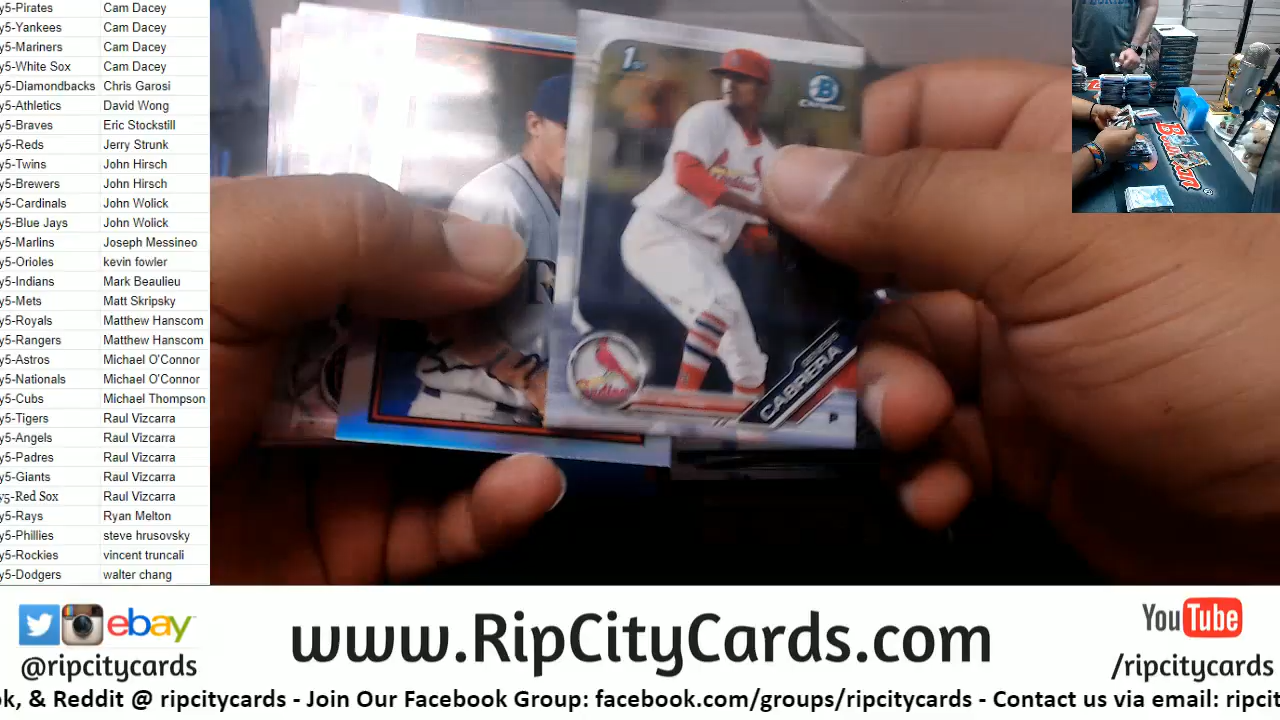 y5-Pirates Cam Dacey
y5-Yankees Cam Dacey
y5-Mariners Cam Dacey
y5-White Sox Cam Dacey
y5-Diamondbacks Chris Garosi
y5-Athletics David Wong
y5-Braves Eric Stockstill
y5-Reds Jerry Strunk
y5-Twins John Hirsch
y5-Brewers John Hirsch
y5-Cardinals John Wolick
y5-Blue Jays John Wolick
y5-Marlins Joseph Messineo
y5-Orioles kevin fowler
y5-Indians Mark Beaulieu
y5-Mets Matt Skripsky
y5-Royals Matthew Hanscom
y5-Rangers Matthew Hanscom
y5-Astros Michael O'Connor
y5-Nationals Michael O'Connor
y5-Cubs Michael Thompson
y5-Tigers Raul Vizcarra
y5-Angels Raul Vizcarra
y5-Padres Raul Vizcarra
y5-Giants Raul Vizcarra
y5-Red Sox Raul Vizcarra
y5-Rays Ryan Melton
y5-Phillies steve hrusovsky
y5-Rockies vincent truncali
y5-Dodgers walter chang
1st
B
CABRERA
P
Bowman
ebay
@ripcitycards
www.RipCityCards.com
YouTube
/ripcitycards
ok, & Reddit @ ripcitycards - Join Our Facebook Group: facebook.com/groups/ripcitycards - Contact us via email: ripcit